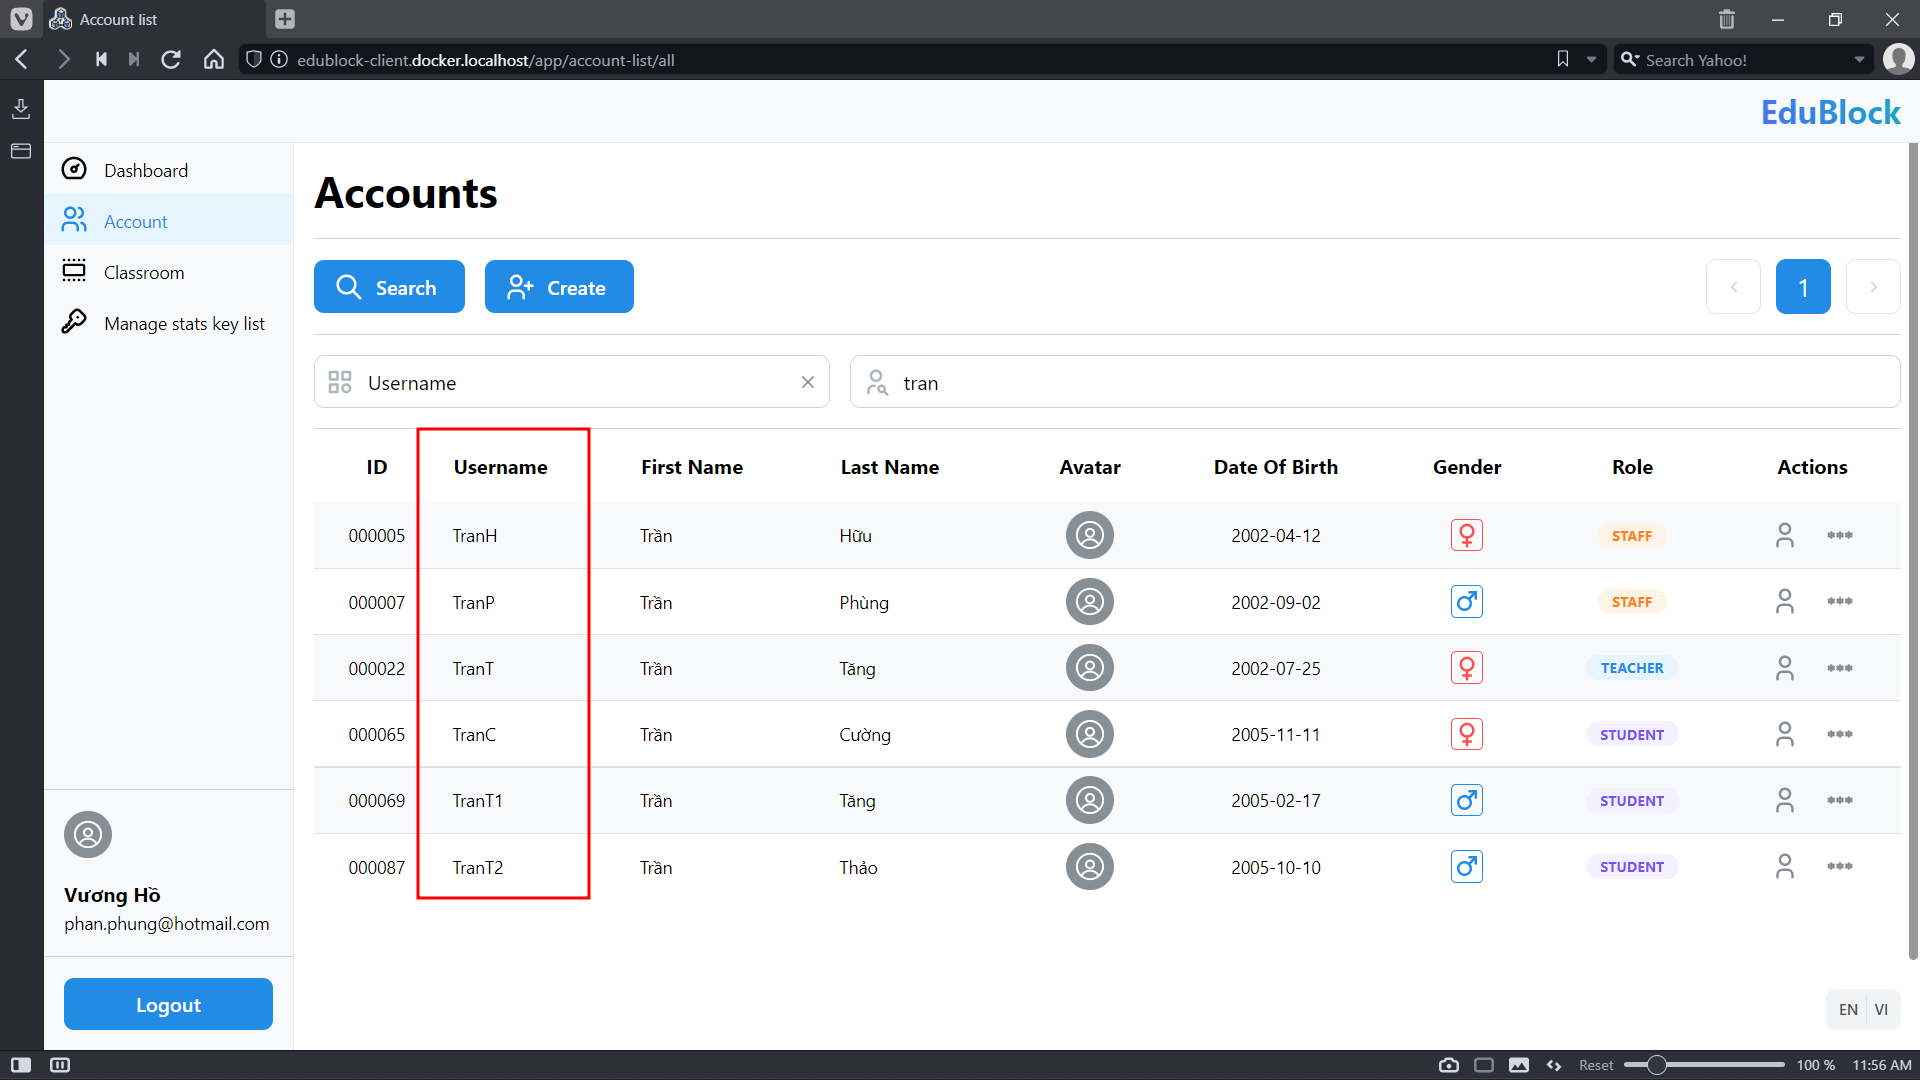 Account list
edublock-client.docker.localhost/app/account-list/all
Search Yahoo!
EduBlock
Dashboard
Account
Classroom
Manage stats key list
Accounts
Search
Create
1
Username
tran
ID Username First Name Last Name Avatar Date Of Birth Gender Role Actions
000005 TranH Trần Hữu 2002-04-12 STAFF
000007 TranP Trần Phùng 2002-09-02 STAFF
000022 TranT Trần Tăng 2002-07-25 TEACHER
000065 TranC Trần Cường 2005-11-11 STUDENT
000069 TranT1 Trần Tăng 2005-02-17 STUDENT
000087 TranT2 Trần Thảo 2005-10-10 STUDENT
Vương Hồ
phan.phung@hotmail.com
Logout
EN VI
Reset 100 % 11:56 AM